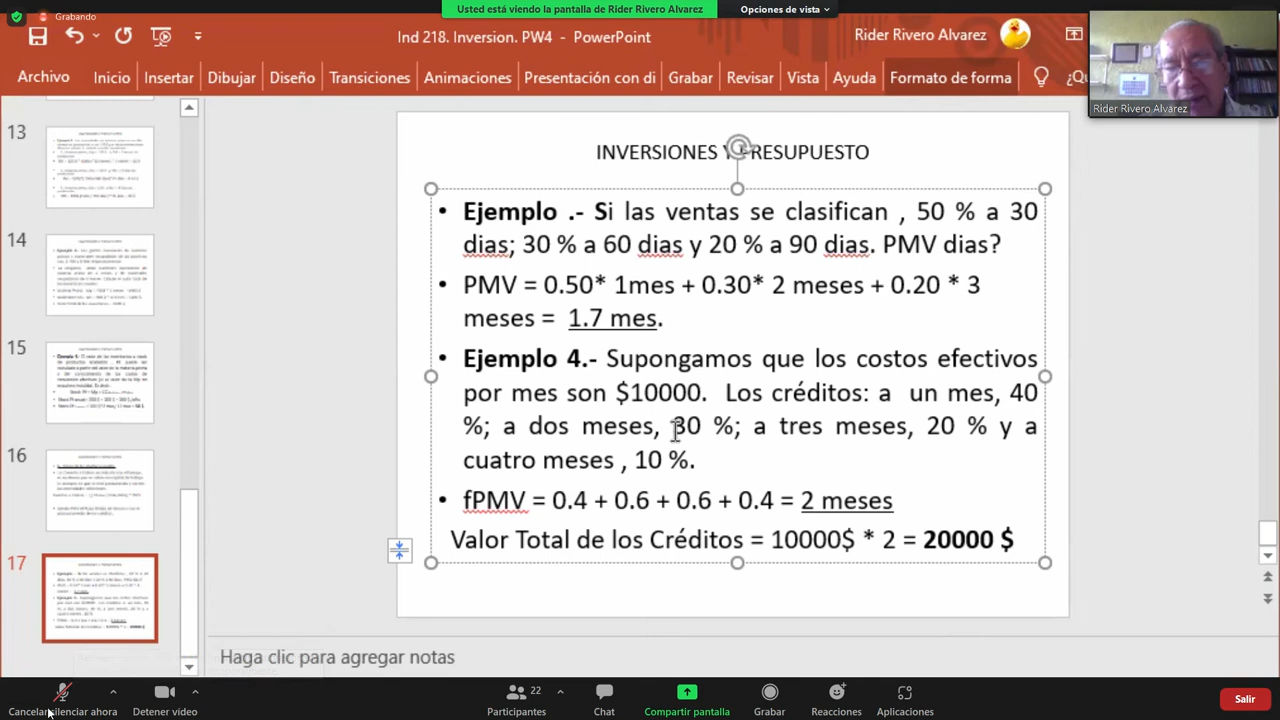 Grabando
Usted está viendo la pantalla de Rider Rivero Alvarez
Opciones de vista
Ind 218. Inversion. PW4 - PowerPoint
Rider Rivero Alvarez
Archivo Inicio Insertar Dibujar Diseño Transiciones Animaciones Presentación con di Grabar Revisar Vista Ayuda Formato de forma ¿Qu
Rider Rivero Alvarez
13
14
15
16
17
INVERSIONES Y PRESUPUESTO
• Ejemplo .- Si las ventas se clasifican , 50 % a 30
dias; 30 % a 60 dias y 20 % a 90 dias. PMV dias?
• PMV = 0.50* 1mes + 0.30* 2 meses + 0.20 * 3
meses = 1.7 mes.
• Ejemplo 4.- Supongamos que los costos efectivos
por mes son $10000. Los créditos: a un mes, 40
%; a dos meses, 30 %; a tres meses, 20 % y a
cuatro meses , 10 %.
• fPMV = 0.4 + 0.6 + 0.6 + 0.4 = 2 meses
Valor Total de los Créditos = 10000$ * 2 = 20000 $
Haga clic para agregar notas
Cancelar silenciar ahora
Detener video
22
Participantes
Chat
Compartir pantalla
Grabar
Reacciones
Aplicaciones
Salir